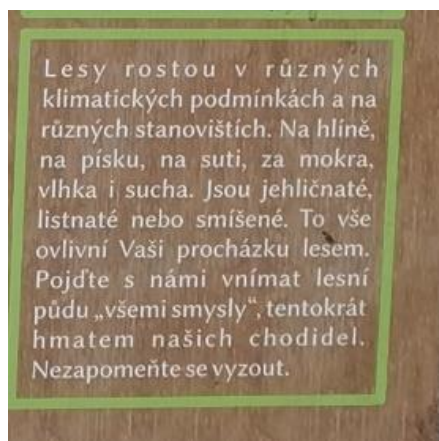 Lesy rostou v různých
klimatických podmínkách a na
různých stanovištích. Na hlíně,
na písku, na suti, za mokra,
vlhka i sucha. Jsou jehličnaté,
listnaté nebo smíšené. To vše
ovlivní Vaši procházku lesem.
Pojďte s námi vnímat lesní
půdu „všemi smysly“, tentokrát
hmatem našich chodidel.
Nezapomeňte se vyzout.